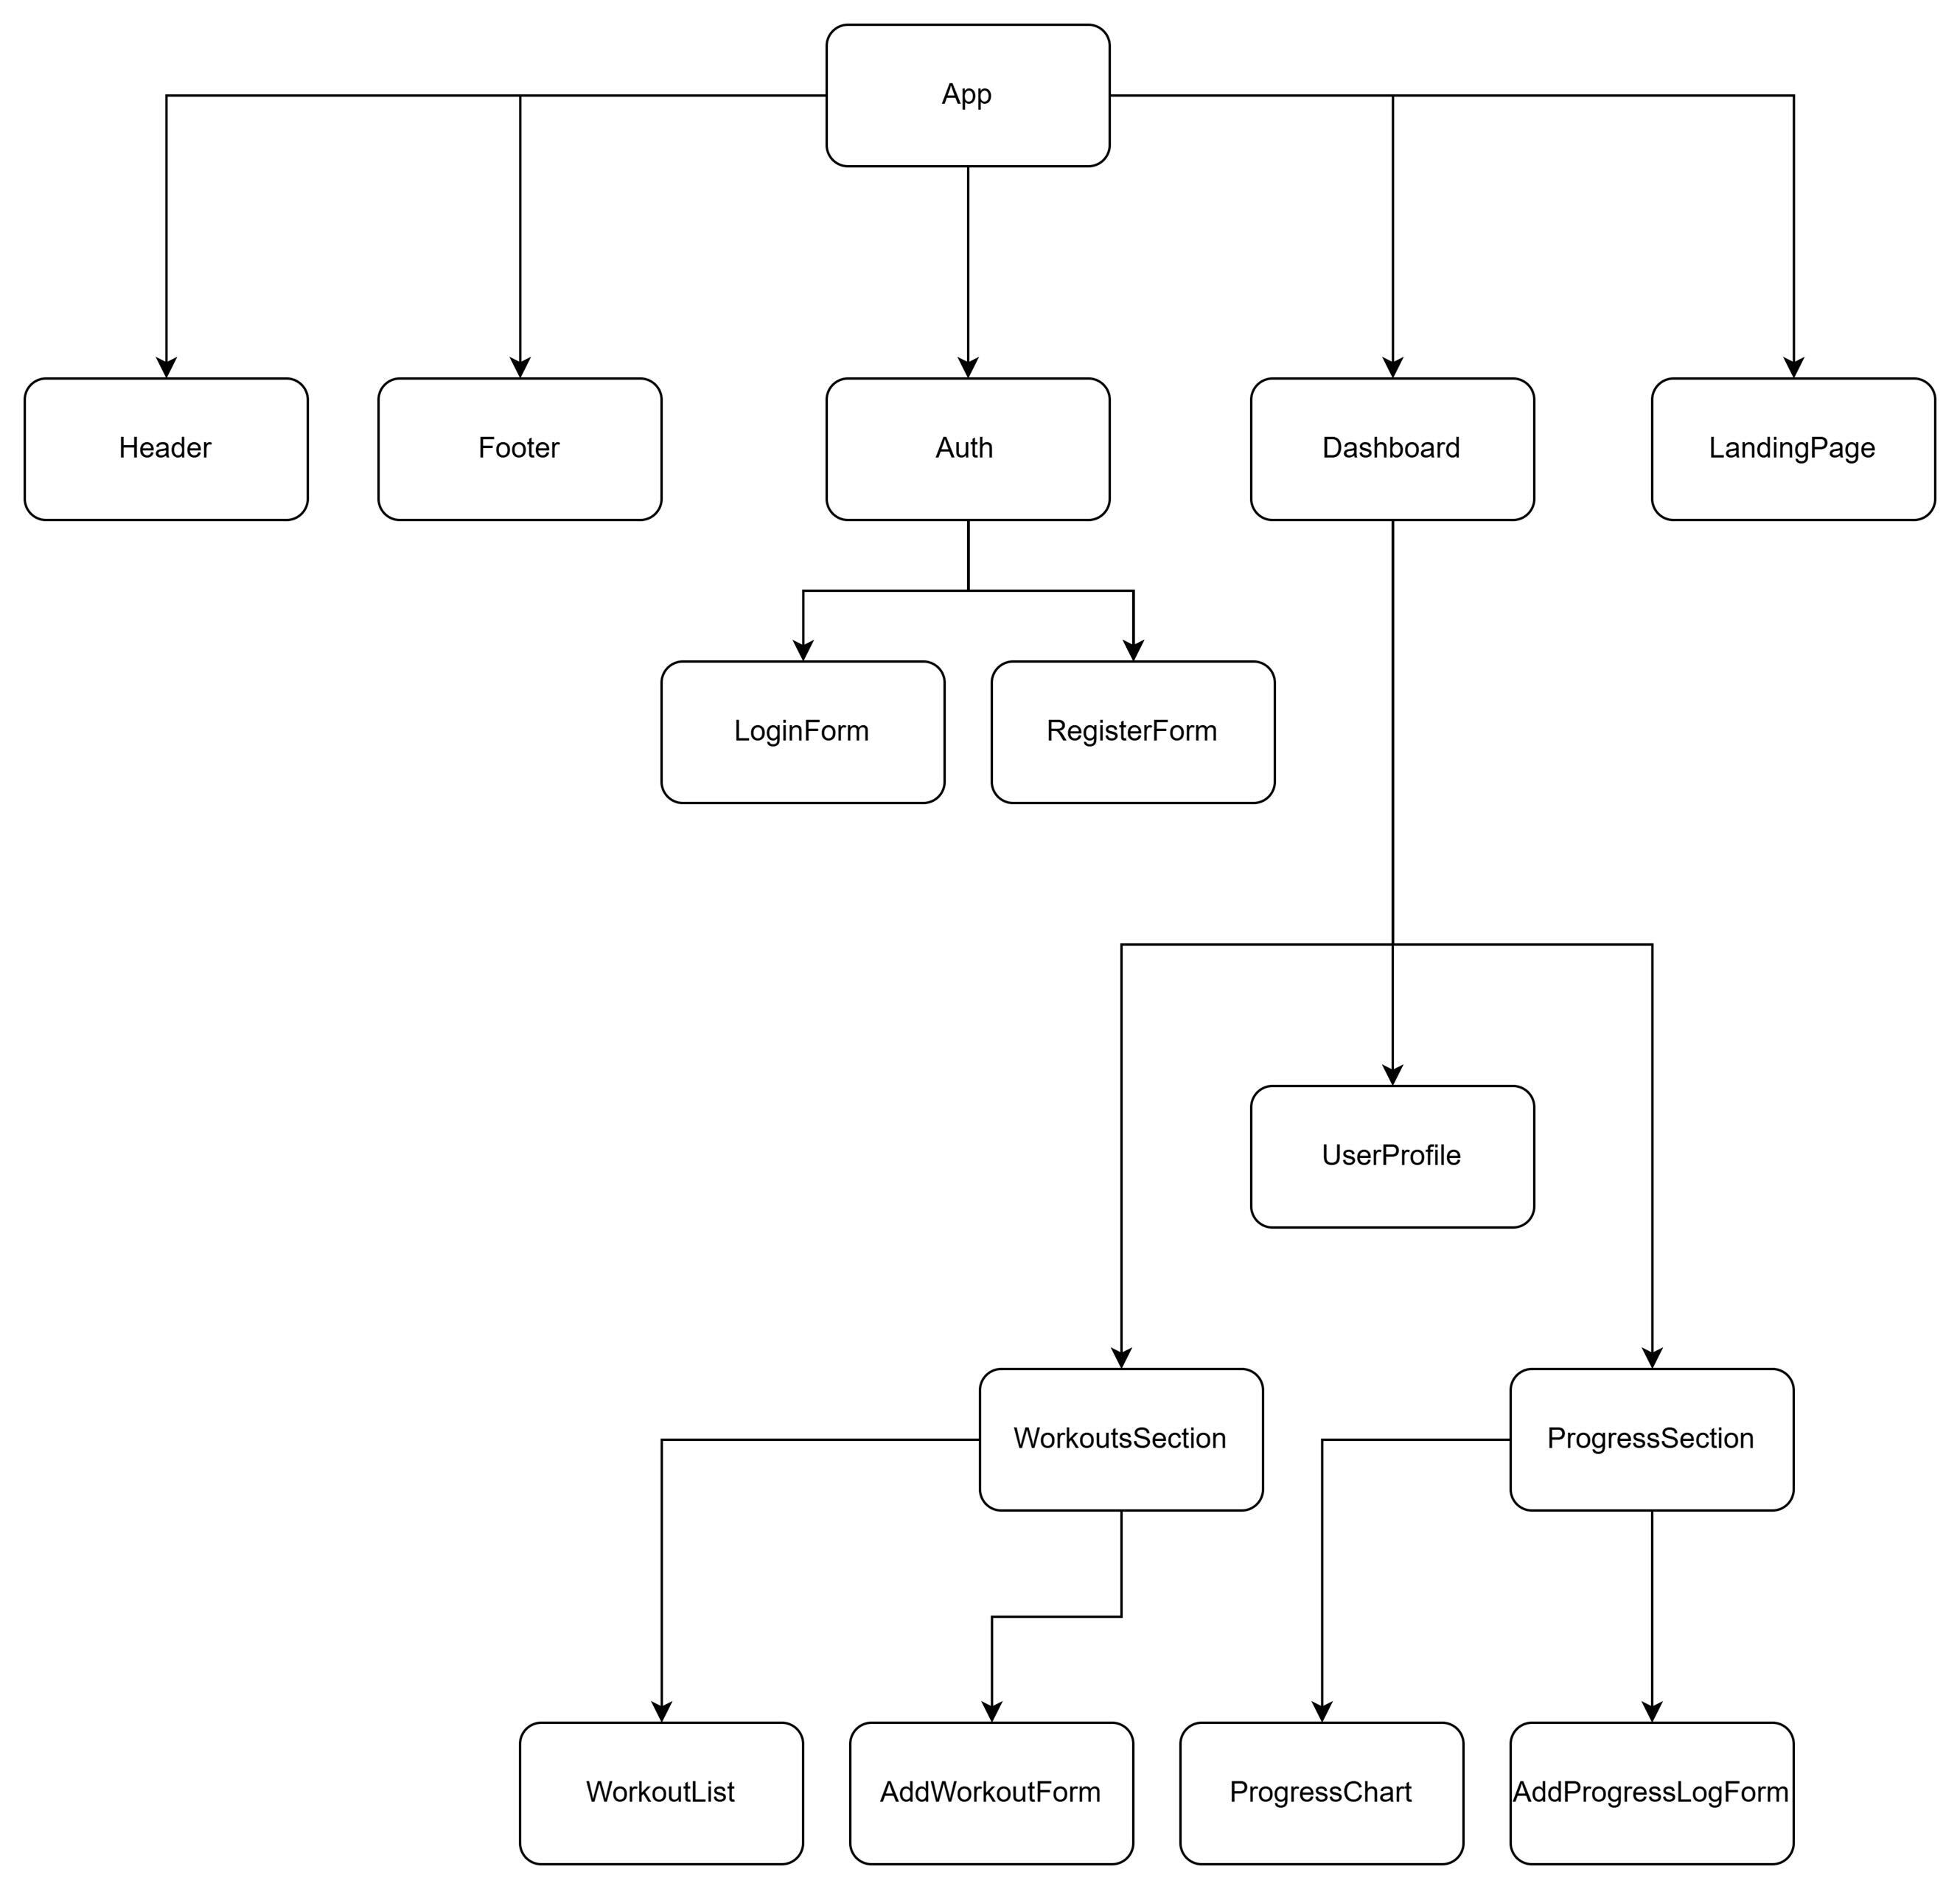 App
Header
Footer
Auth
Dashboard
LandingPage
LoginForm
RegisterForm
UserProfile
WorkoutsSection
ProgressSection
WorkoutList
AddWorkoutForm
ProgressChart
AddProgressLogForm